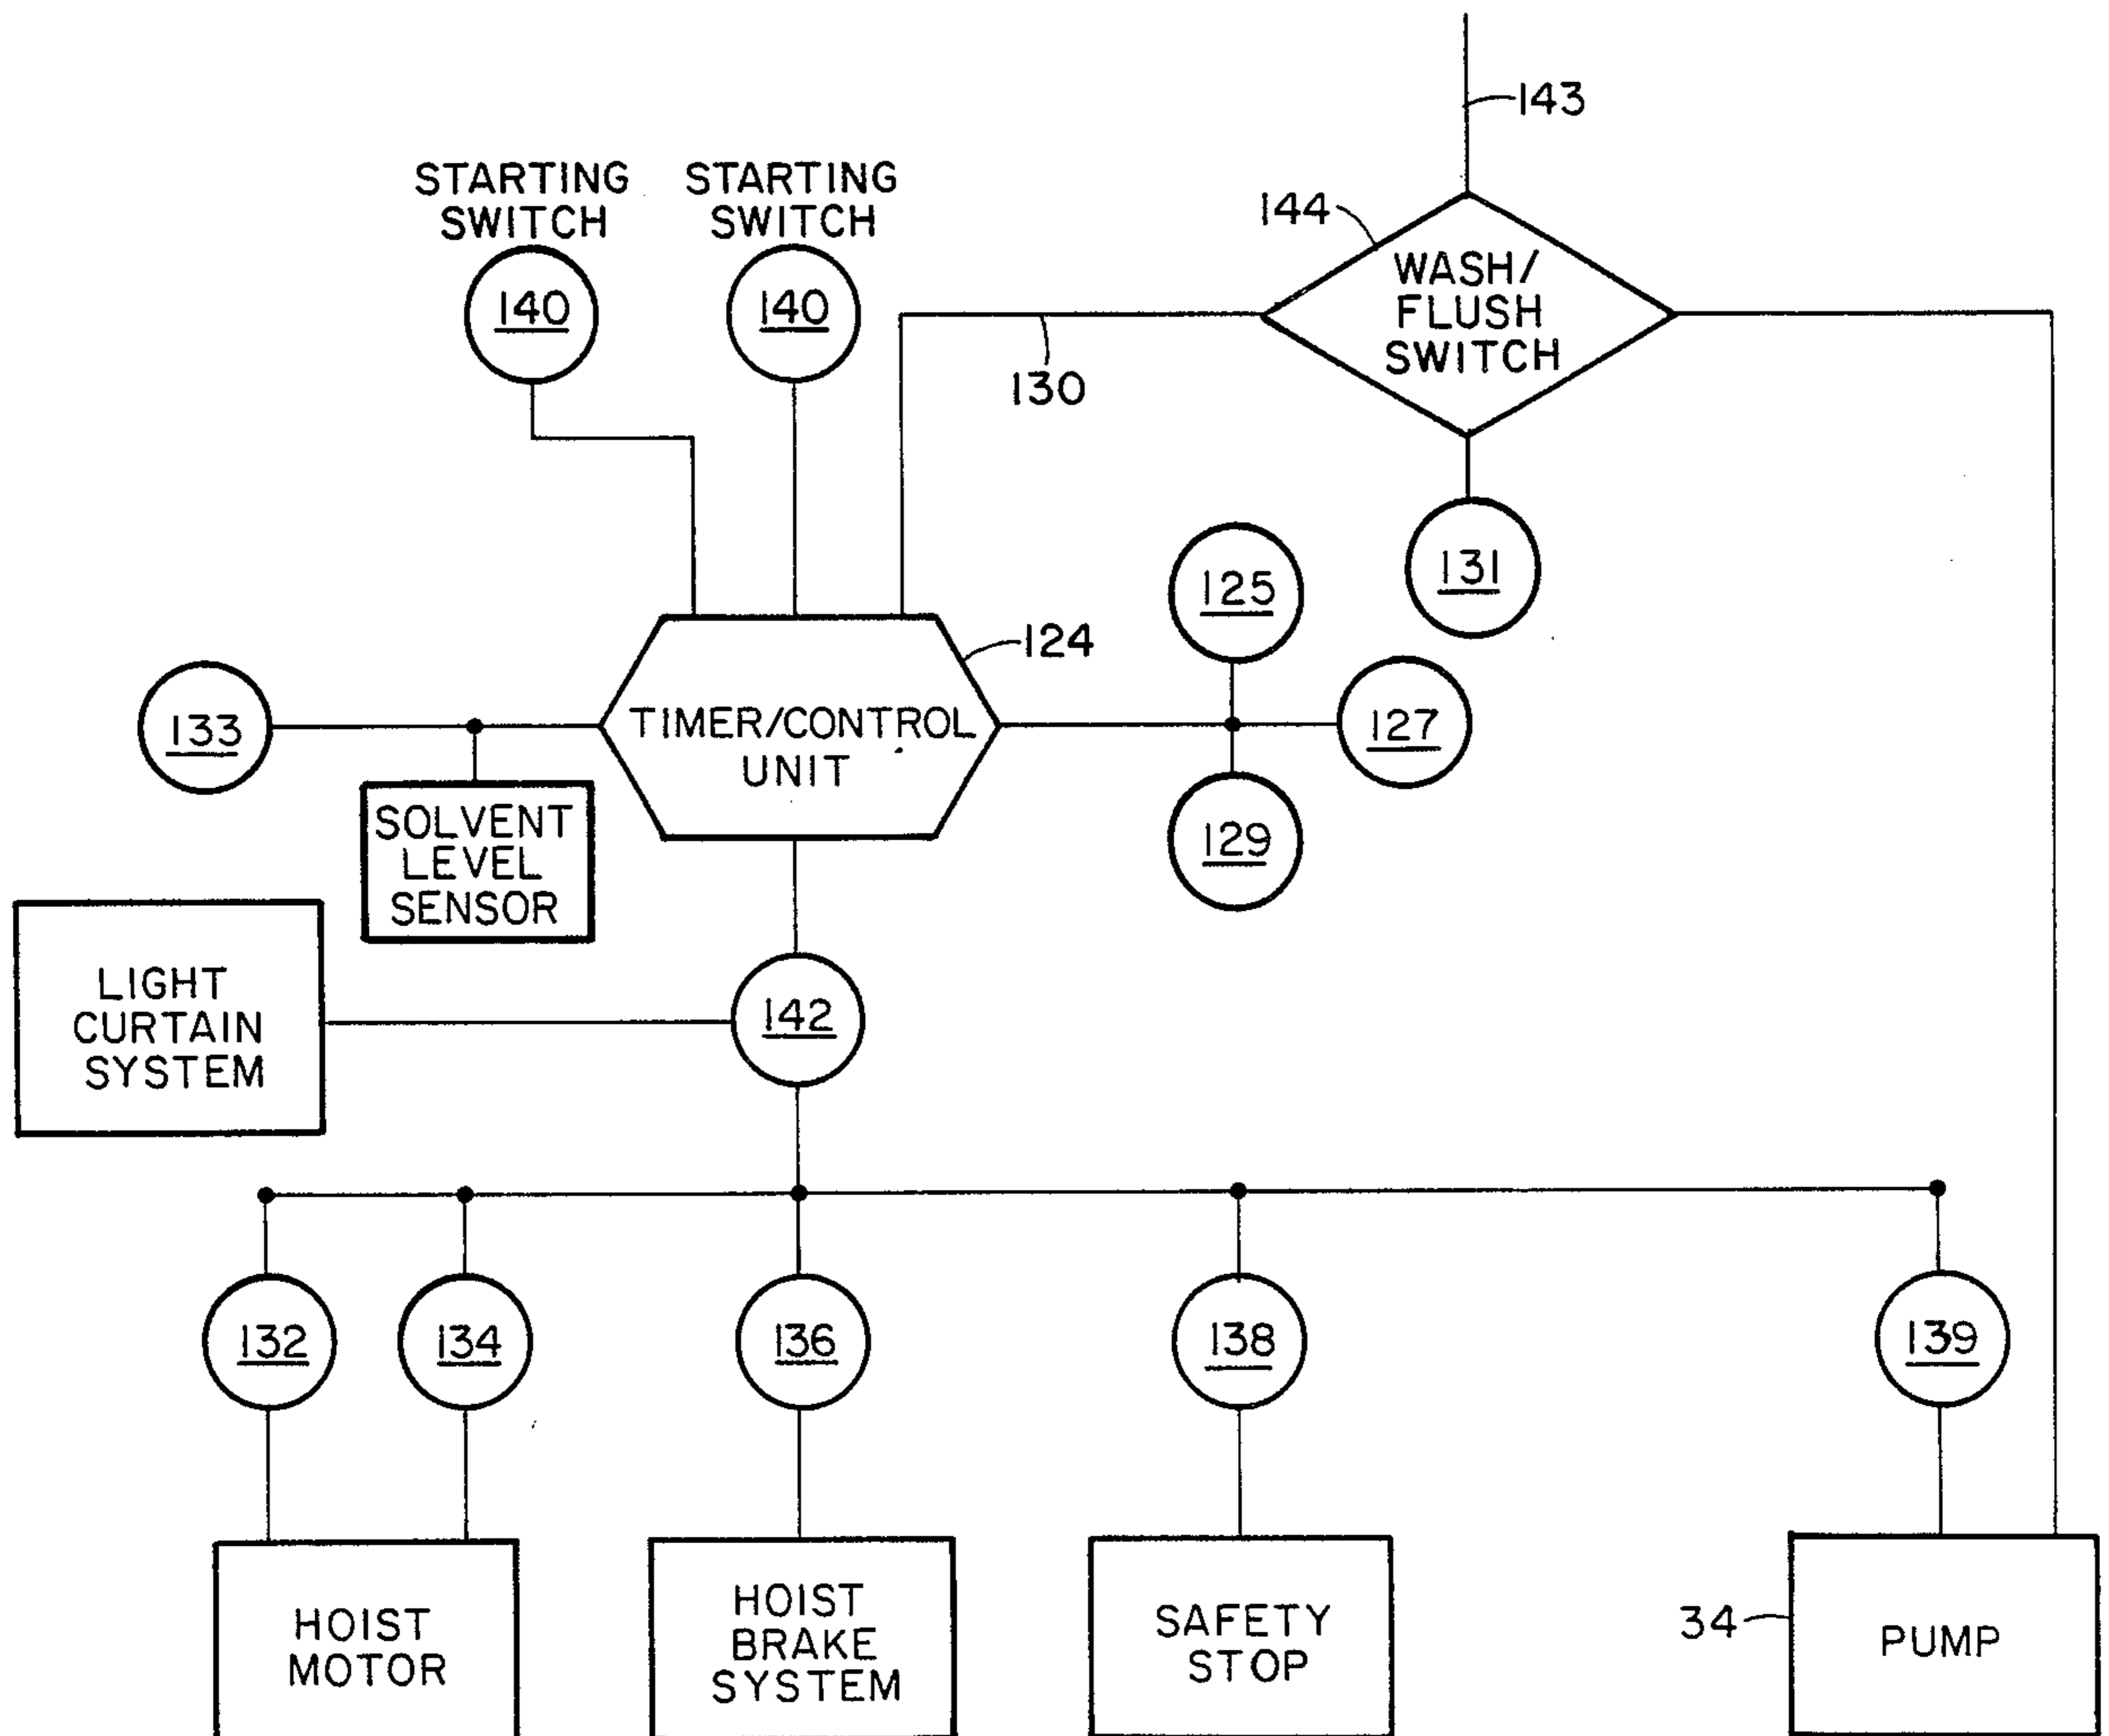 143
STARTING
SWITCH
STARTING
SWITCH
144
WASH/
FLUSH
SWITCH
140
140
130
131
125
124
133
TIMER/CONTROL
UNIT
127
SOLVENT
LEVEL
SENSOR
129
LIGHT
CURTAIN
SYSTEM
142
132
134
136
138
139
HOIST
MOTOR
HOIST
BRAKE
SYSTEM
SAFETY
STOP
34
PUMP